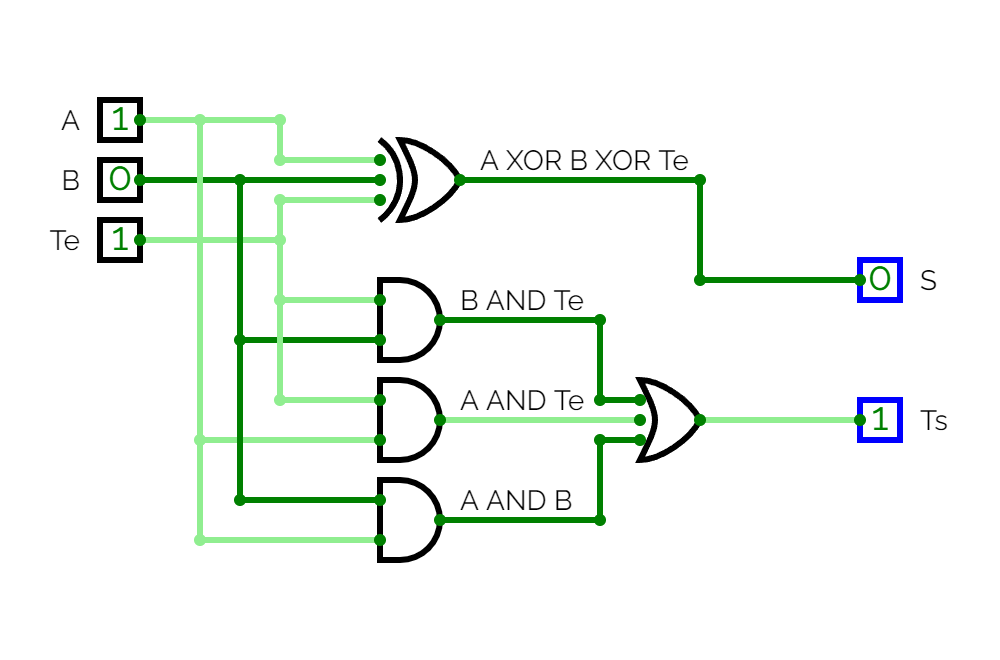 A 1
A XOR B XOR Te
B 0
Te 1
S 0
B AND Te
A AND Te
Ts 1
A AND B